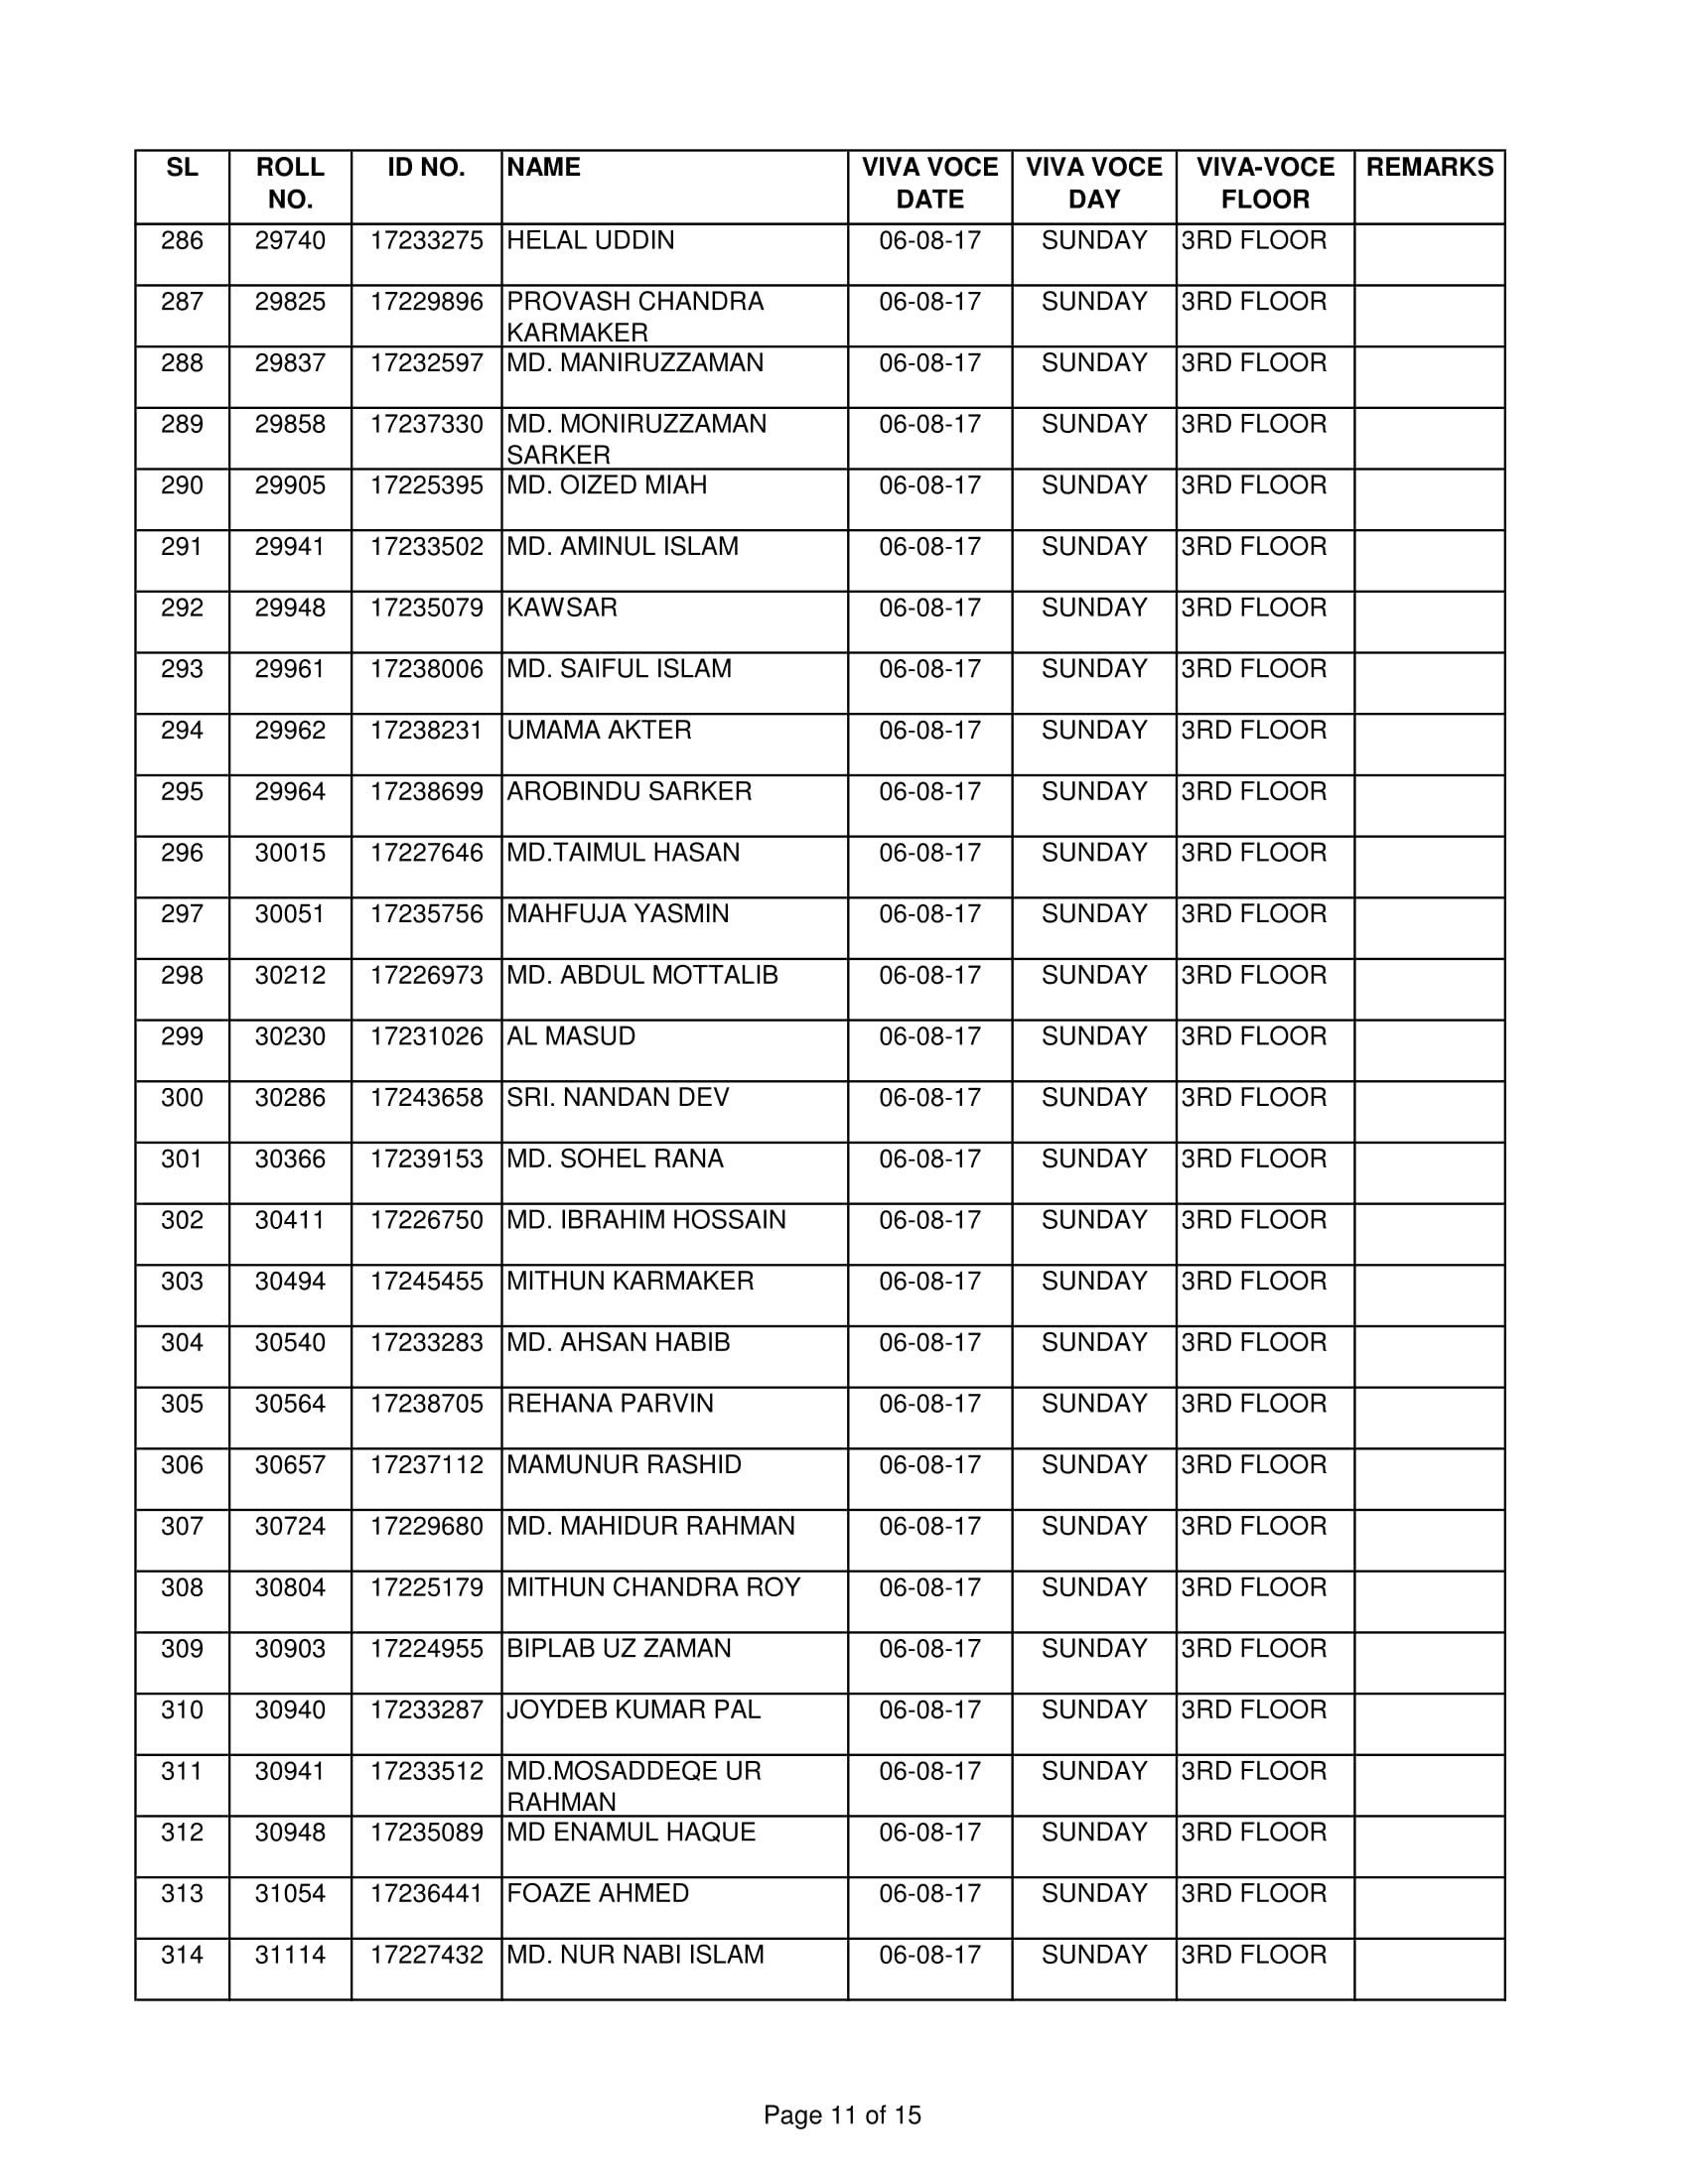 SL ROLL NO. ID NO. NAME VIVA VOCE DATE VIVA VOCE DAY VIVA-VOCE FLOOR REMARKS
286 29740 17233275 HELAL UDDIN 06-08-17 SUNDAY 3RD FLOOR
287 29825 17229896 PROVASH CHANDRA KARMAKER 06-08-17 SUNDAY 3RD FLOOR
288 29837 17232597 MD. MANIRUZZAMAN 06-08-17 SUNDAY 3RD FLOOR
289 29858 17237330 MD. MONIRUZZAMAN SARKER 06-08-17 SUNDAY 3RD FLOOR
290 29905 17225395 MD. OIZED MIAH 06-08-17 SUNDAY 3RD FLOOR
291 29941 17233502 MD. AMINUL ISLAM 06-08-17 SUNDAY 3RD FLOOR
292 29948 17235079 KAWSAR 06-08-17 SUNDAY 3RD FLOOR
293 29961 17238006 MD. SAIFUL ISLAM 06-08-17 SUNDAY 3RD FLOOR
294 29962 17238231 UMAMA AKTER 06-08-17 SUNDAY 3RD FLOOR
295 29964 17238699 AROBINDU SARKER 06-08-17 SUNDAY 3RD FLOOR
296 30015 17227646 MD.TAIMUL HASAN 06-08-17 SUNDAY 3RD FLOOR
297 30051 17235756 MAHFUJA YASMIN 06-08-17 SUNDAY 3RD FLOOR
298 30212 17226973 MD. ABDUL MOTTALIB 06-08-17 SUNDAY 3RD FLOOR
299 30230 17231026 AL MASUD 06-08-17 SUNDAY 3RD FLOOR
300 30286 17243658 SRI. NANDAN DEV 06-08-17 SUNDAY 3RD FLOOR
301 30366 17239153 MD. SOHEL RANA 06-08-17 SUNDAY 3RD FLOOR
302 30411 17226750 MD. IBRAHIM HOSSAIN 06-08-17 SUNDAY 3RD FLOOR
303 30494 17245455 MITHUN KARMAKER 06-08-17 SUNDAY 3RD FLOOR
304 30540 17233283 MD. AHSAN HABIB 06-08-17 SUNDAY 3RD FLOOR
305 30564 17238705 REHANA PARVIN 06-08-17 SUNDAY 3RD FLOOR
306 30657 17237112 MAMUNUR RASHID 06-08-17 SUNDAY 3RD FLOOR
307 30724 17229680 MD. MAHIDUR RAHMAN 06-08-17 SUNDAY 3RD FLOOR
308 30804 17225179 MITHUN CHANDRA ROY 06-08-17 SUNDAY 3RD FLOOR
309 30903 17224955 BIPLAB UZ ZAMAN 06-08-17 SUNDAY 3RD FLOOR
310 30940 17233287 JOYDEB KUMAR PAL 06-08-17 SUNDAY 3RD FLOOR
311 30941 17233512 MD.MOSADDEQE UR RAHMAN 06-08-17 SUNDAY 3RD FLOOR
312 30948 17235089 MD ENAMUL HAQUE 06-08-17 SUNDAY 3RD FLOOR
313 31054 17236441 FOAZE AHMED 06-08-17 SUNDAY 3RD FLOOR
314 31114 17227432 MD. NUR NABI ISLAM 06-08-17 SUNDAY 3RD FLOOR
Page 11 of 15